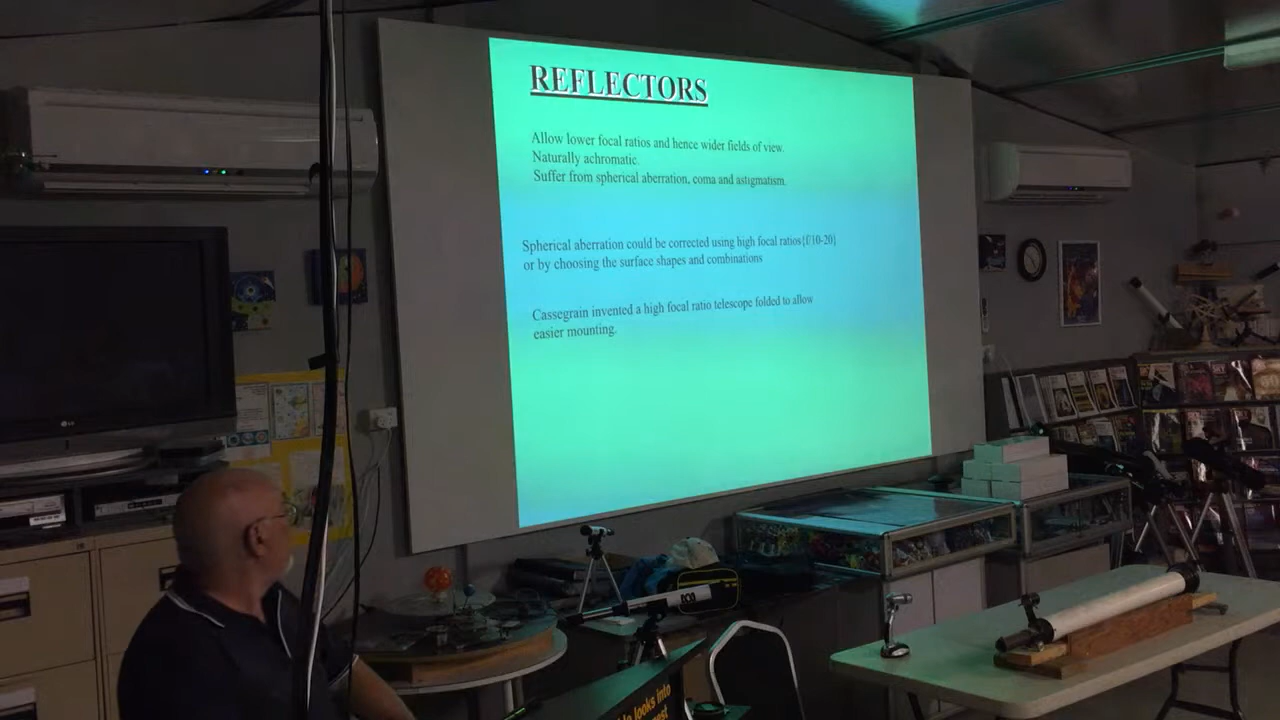 REFLECTORS
Allow lower focal ratios and hence wider fields of view.
Naturally achromatic.
Suffer from spherical aberration, coma and astigmatism.
Spherical aberration could be corrected using high focal ratios{f/10-20}
or by choosing the surface shapes and combinations
Cassegrain invented a high focal ratio telescope folded to allow
easier mounting.
LG
looks into